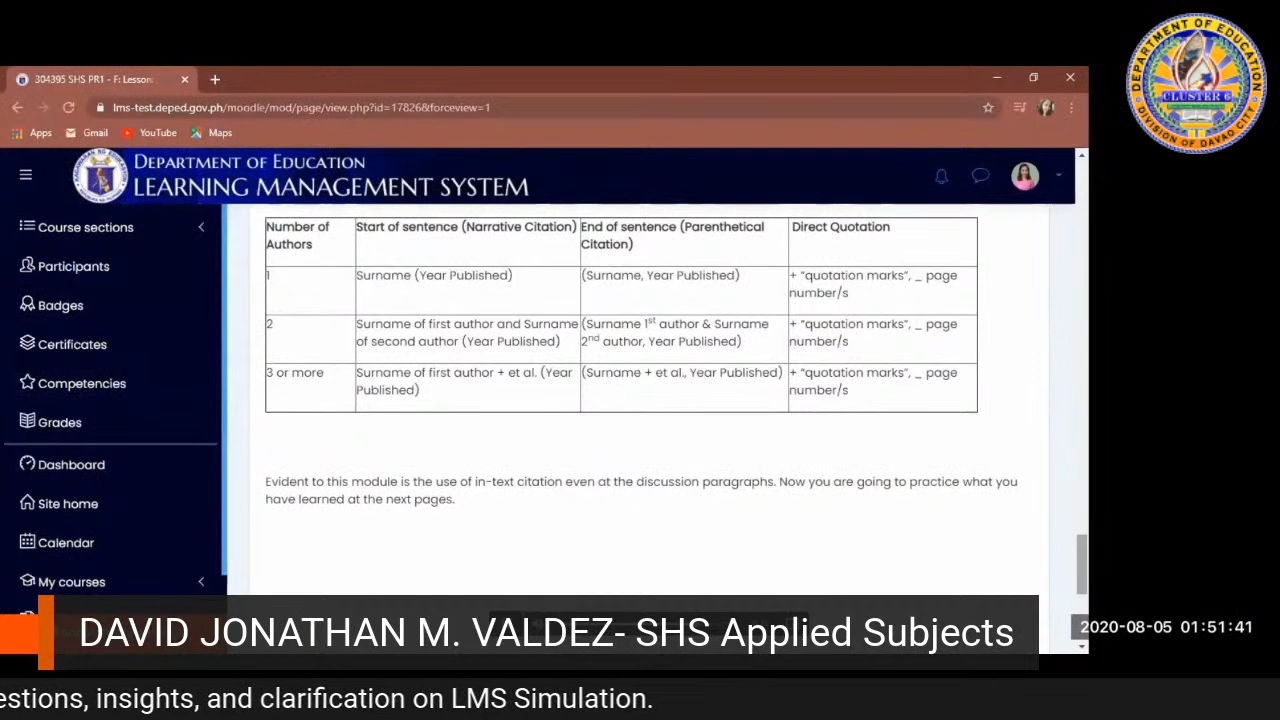 DEPARTMENT OF EDUCATION
CLUSTER 6
DIVISION OF DAVAO CITY
304395 SHS PR1 - F: Lesson:
lms-test.deped.gov.ph/moodle/mod/page/view.php?id=17826&forceview=1
Apps Gmail YouTube Maps
DEPARTMENT OF EDUCATION
LEARNING MANAGEMENT SYSTEM
Course sections
Participants
Badges
Certificates
Competencies
Grades
Dashboard
Site home
Calendar
My courses
Number of Authors Start of sentence (Narrative Citation) End of sentence (Parenthetical Citation) Direct Quotation
1 Surname (Year Published) (Surname, Year Published) + "quotation marks", _ page number/s
2 Surname of first author and Surname of second author (Year Published) (Surname 1st author & Surname 2nd author, Year Published) + "quotation marks", _ page number/s
3 or more Surname of first author + et al. (Year Published) (Surname + et al., Year Published) + "quotation marks", _ page number/s
Evident to this module is the use of in-text citation even at the discussion paragraphs. Now you are going to practice what you
have learned at the next pages.
DAVID JONATHAN M. VALDEZ- SHS Applied Subjects
2020-08-05 01:51:41
estions, insights, and clarification on LMS Simulation.